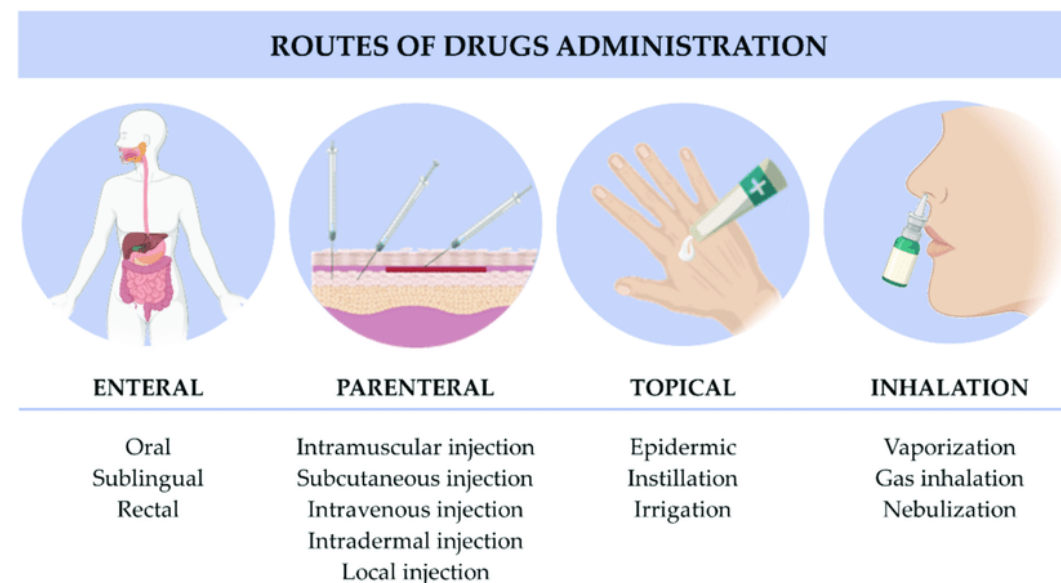 ROUTES OF DRUGS ADMINISTRATION
ENTERAL
Oral
Sublingual
Rectal
PARENTERAL
Intramuscular injection
Subcutaneous injection
Intravenous injection
Intradermal injection
Local injection
TOPICAL
Epidermic
Instillation
Irrigation
INHALATION
Vaporization
Gas inhalation
Nebulization